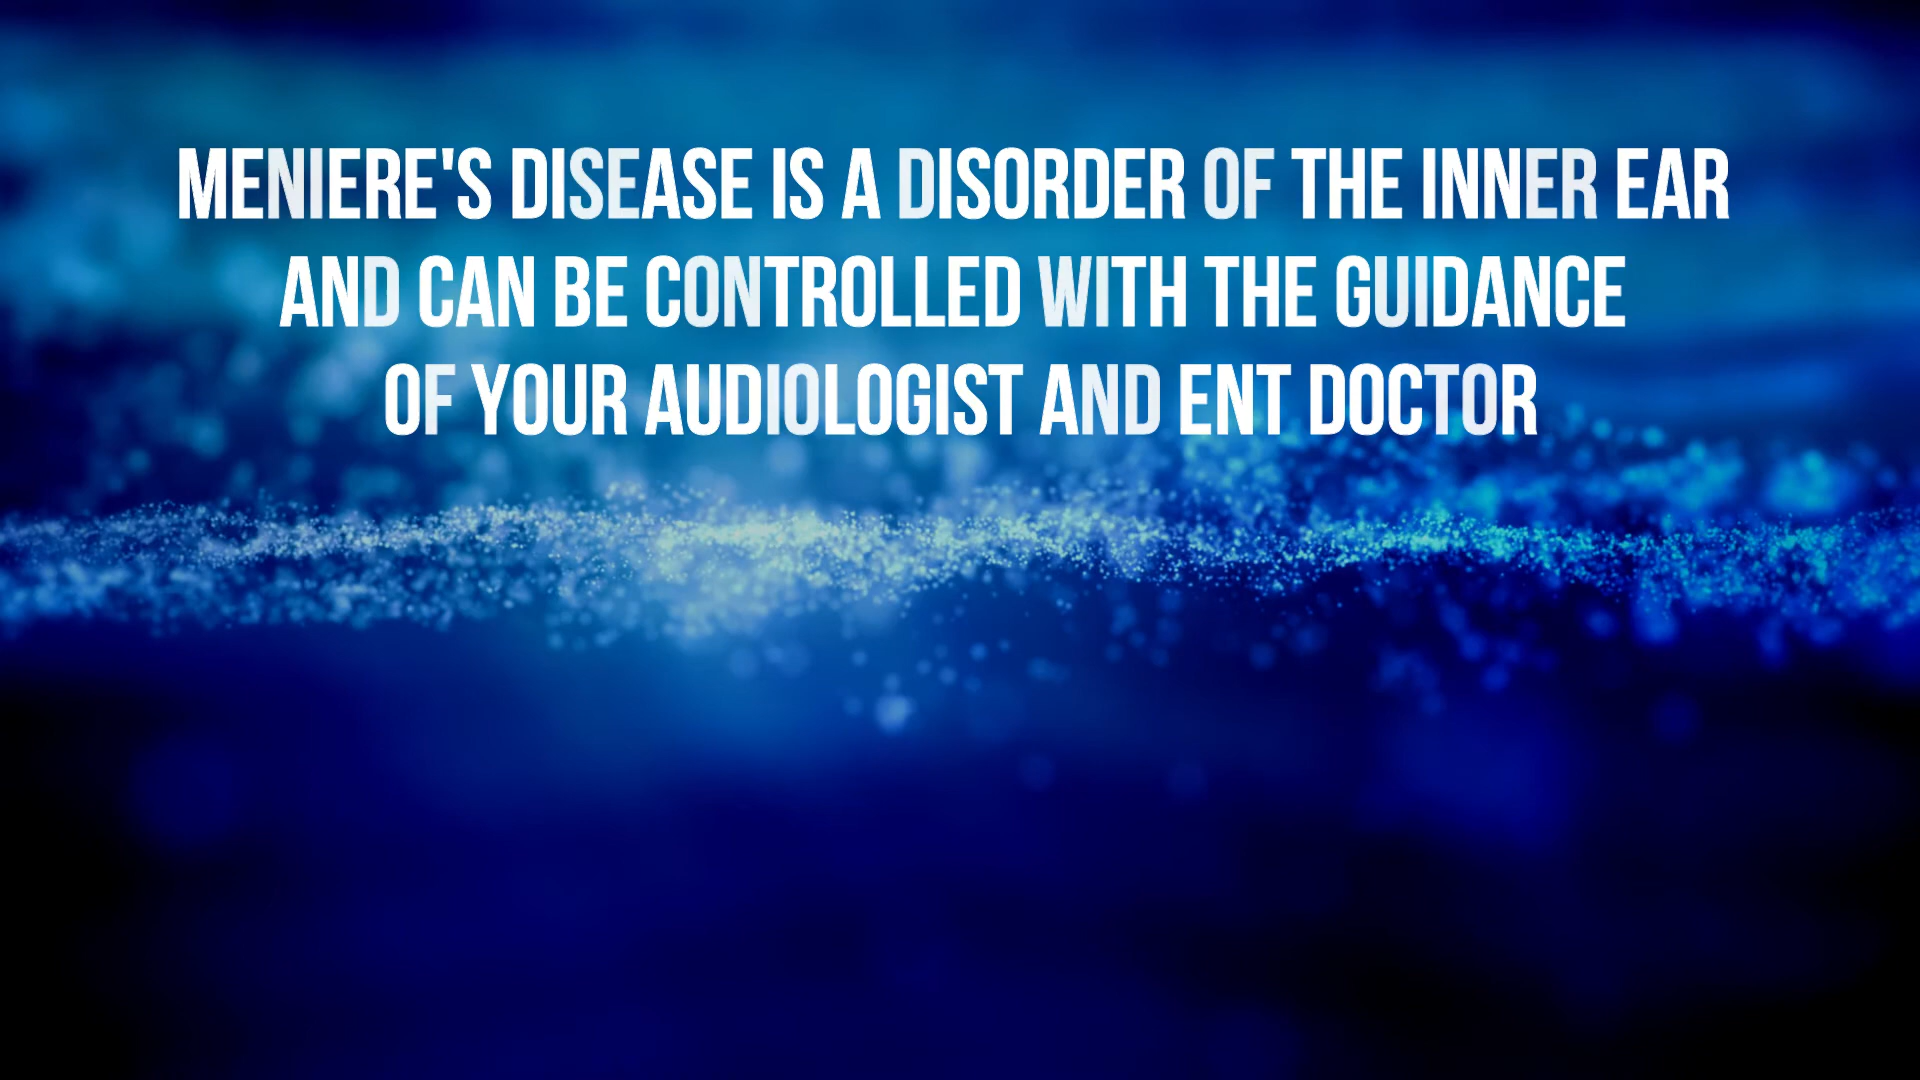 MENIERE'S DISEASE IS A DISORDER OF THE INNER EAR
AND CAN BE CONTROLLED WITH THE GUIDANCE
OF YOUR AUDIOLOGIST AND ENT DOCTOR